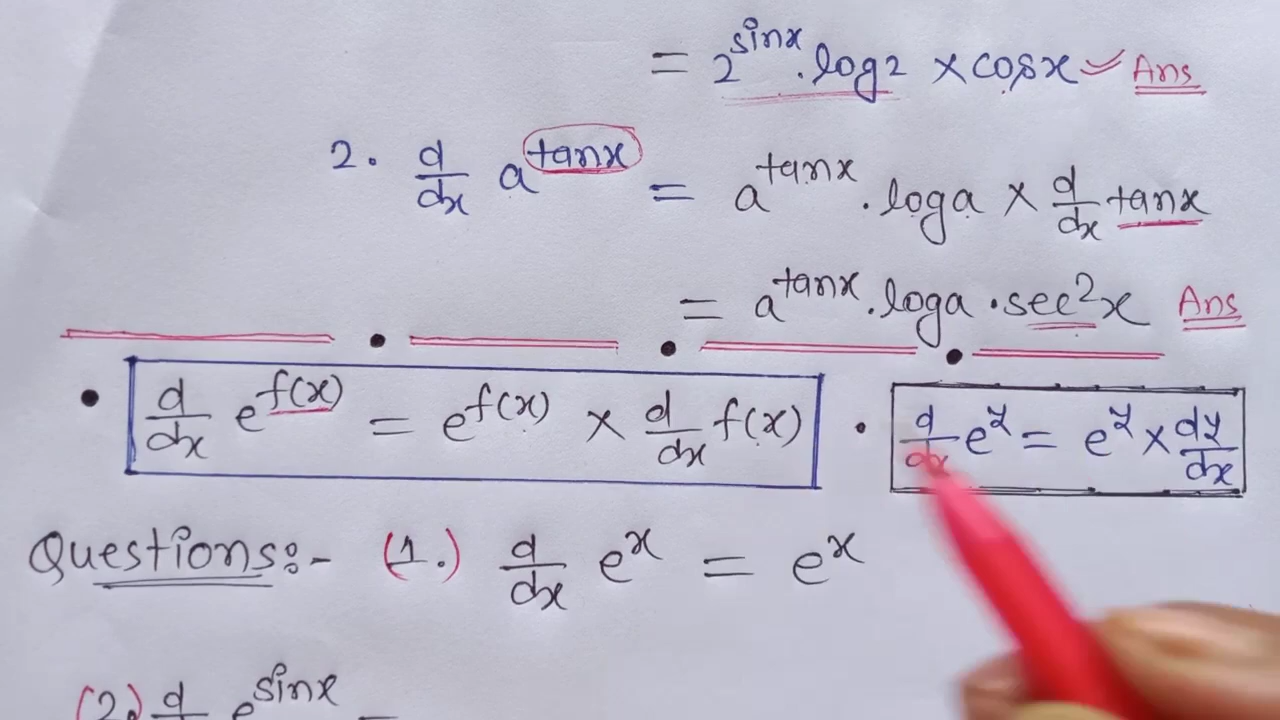 = 2^sinx . log2 × cosx Ans
2. d/dx a^tanx = a^tanx . loga × d/dx tanx
= a^tanx . loga . sec²x Ans
• d/dx e^f(x) = e^f(x) × d/dx f(x) • d/dx e^y = e^y × dy/dx
Questions:- (1.) d/dx e^x = e^x
(2.) d e^sinx =